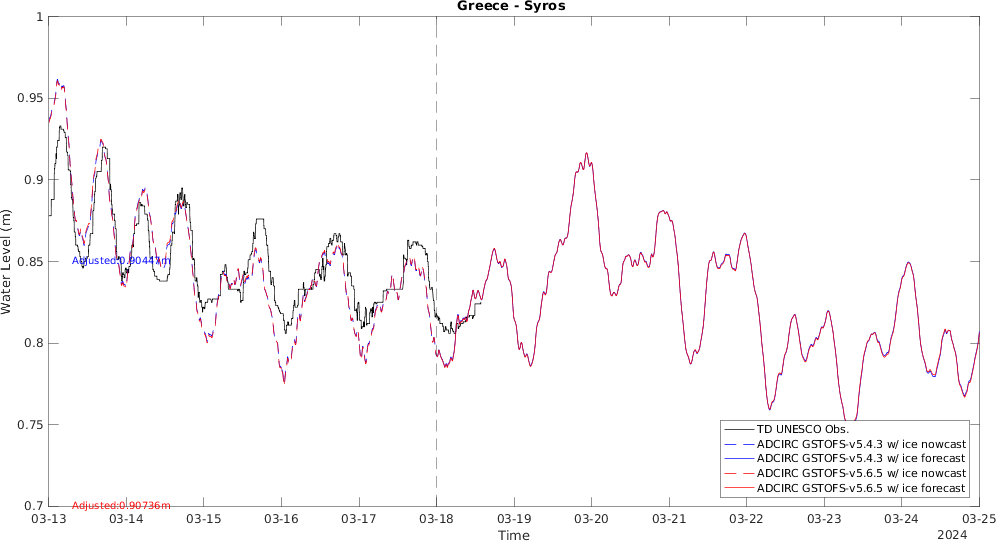 Greece - Syros
1
0.95
0.9
0.85
0.8
0.75
0.7
Water Level (m)
Adjusted:0.90447m
Adjusted:0.90736m
TD UNESCO Obs.
ADCIRC GSTOFS-v5.4.3 w/ ice nowcast
ADCIRC GSTOFS-v5.4.3 w/ ice forecast
ADCIRC GSTOFS-v5.6.5 w/ ice nowcast
ADCIRC GSTOFS-v5.6.5 w/ ice forecast
03-13 03-14 03-15 03-16 03-17 03-18 03-19 03-20 03-21 03-22 03-23 03-24 03-25
Time
2024